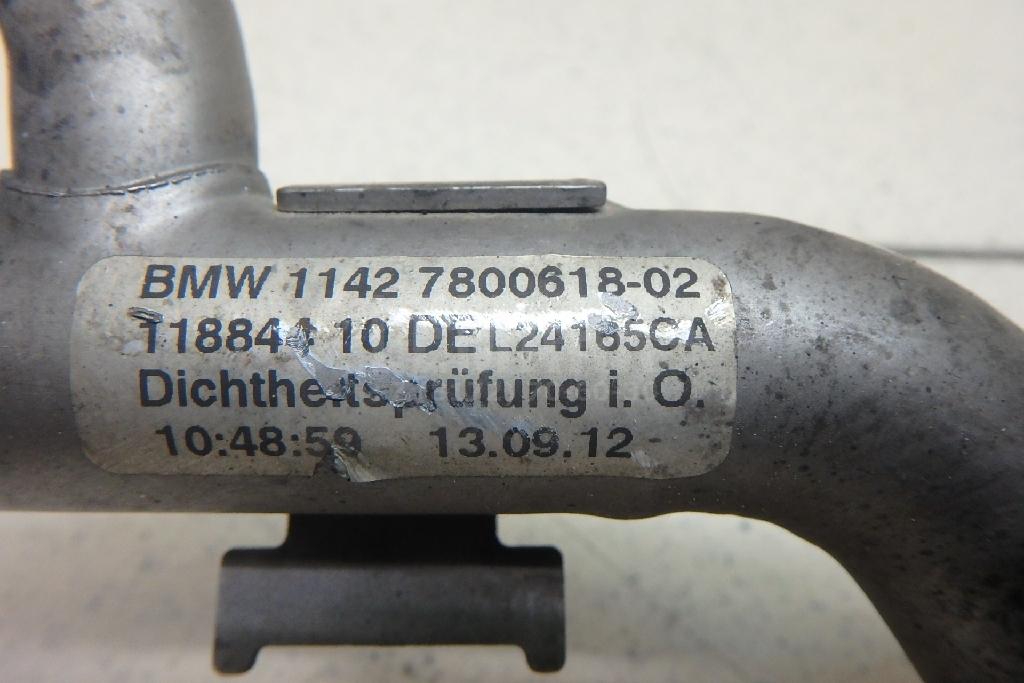 BMW 1142 7800618-02
118844 10 DE L24165CA
Dichtheitsprüfung i. O.
10:48:59 13.09.12